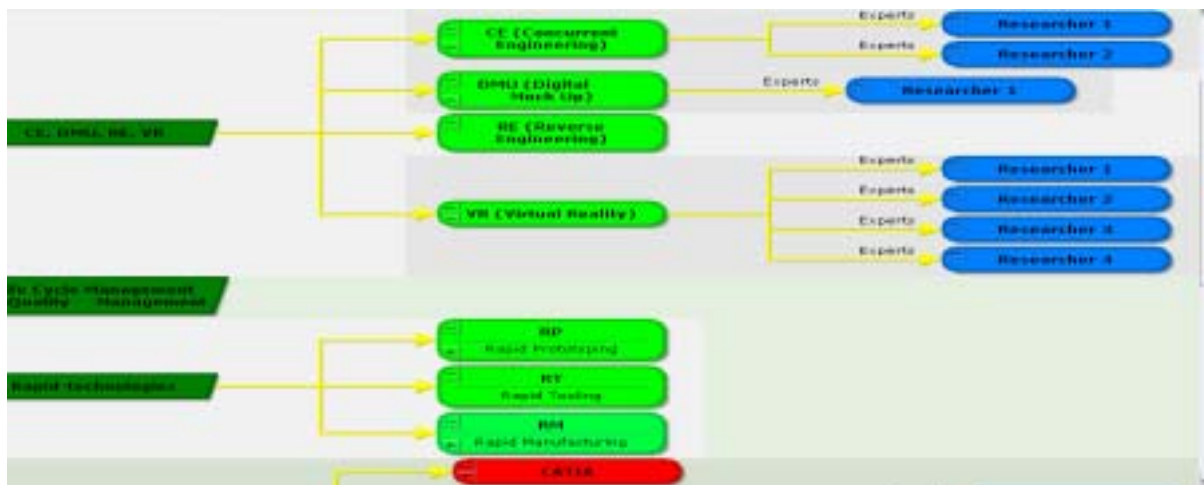 Experts
Researcher 1
CE (Concurrent
Engineering)
Experts
Researcher 2
DMU (Digital
Mock Up)
Experts
Researcher 1
CE, DMU, RE, VR
RE (Reverse
Engineering)
Experts
Researcher 1
Experts
Researcher 2
VR (Virtual Reality)
Experts
Researcher 3
Experts
Researcher 4
Cycle Management
Quality Management
RP
Rapid Prototyping
Rapid technologies
RT
Rapid Tooling
RM
Rapid Manufacturing
CATIA